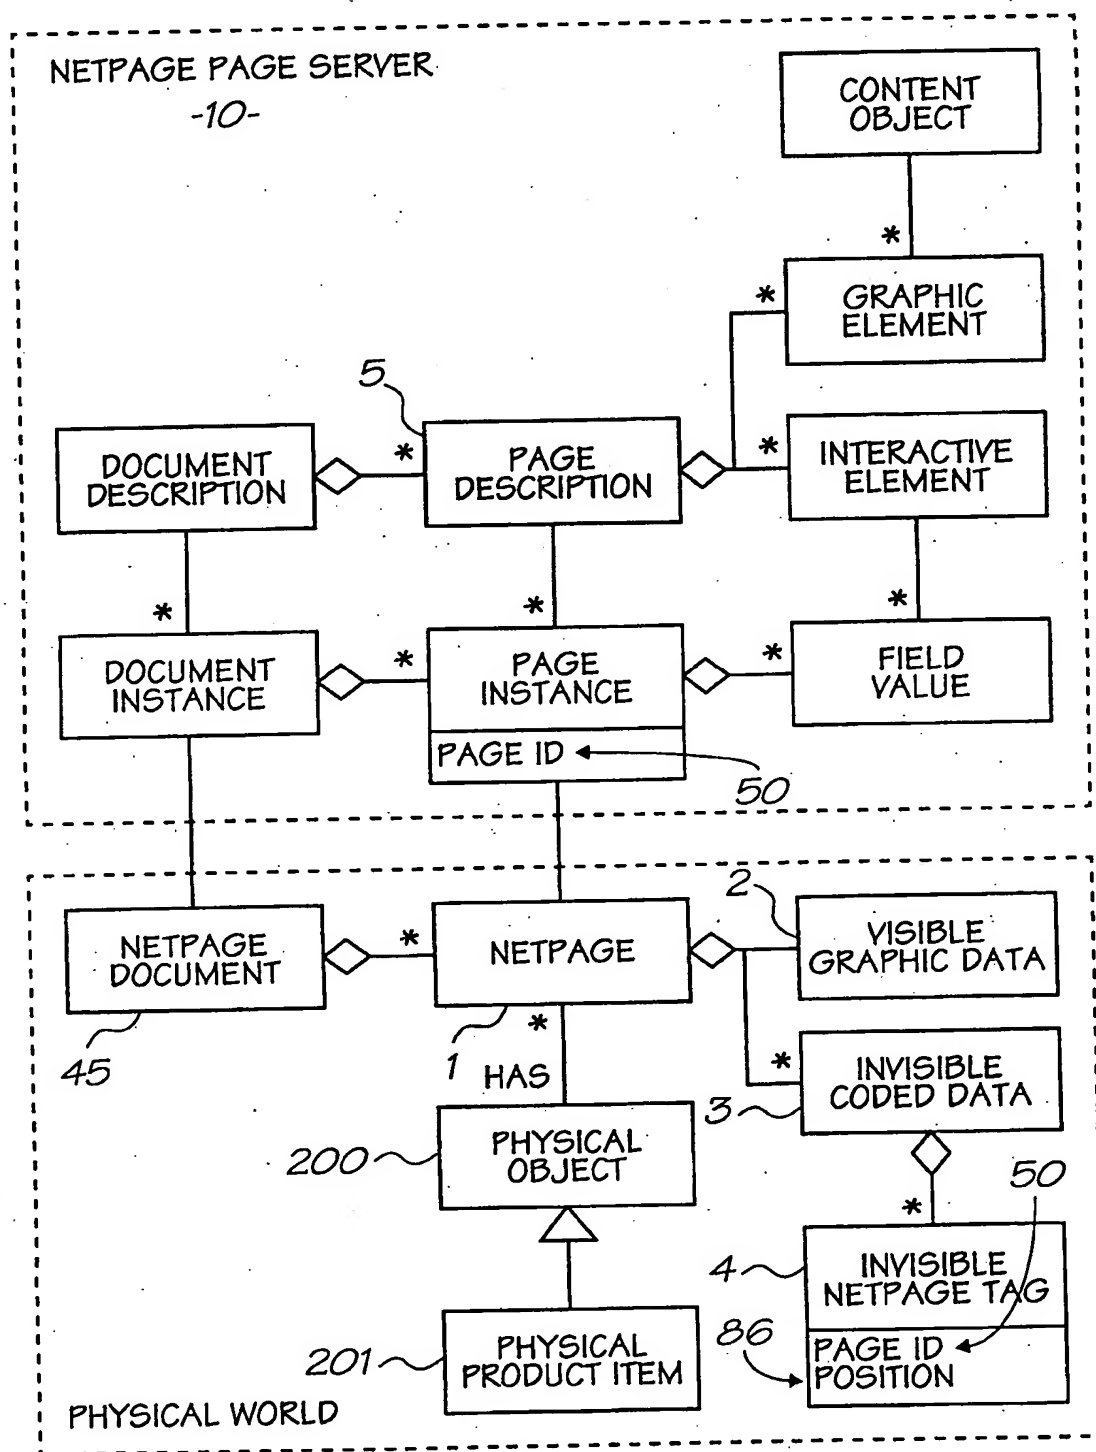 NETPAGE PAGE SERVER
-10-
CONTENT
OBJECT
*
GRAPHIC
ELEMENT
*
5
DOCUMENT
DESCRIPTION
*
PAGE
DESCRIPTION
*
INTERACTIVE
ELEMENT
*
*
*
DOCUMENT
INSTANCE
*
PAGE
INSTANCE
*
FIELD
VALUE
PAGE ID
50
NETPAGE
DOCUMENT
45
*
NETPAGE
1
2
VISIBLE
GRAPHIC DATA
*
HAS
*
INVISIBLE
CODED DATA
3
200
PHYSICAL
OBJECT
50
*
4
INVISIBLE
NETPAGE TAG
86
PAGE ID
POSITION
201
PHYSICAL
PRODUCT ITEM
PHYSICAL WORLD